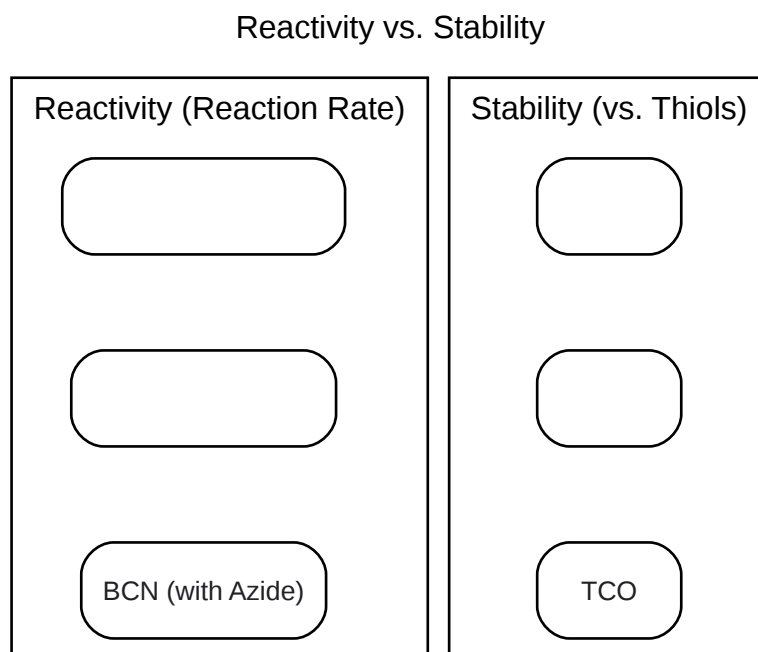 Reactivity vs. Stability
Reactivity (Reaction Rate)
Stability (vs. Thiols)
BCN (with Azide)
TCO